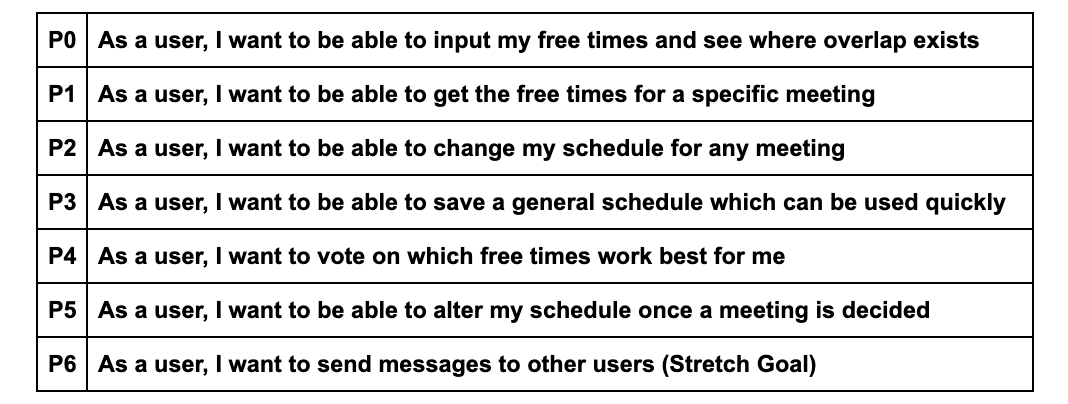 P0 As a user, I want to be able to input my free times and see where overlap exists
P1 As a user, I want to be able to get the free times for a specific meeting
P2 As a user, I want to be able to change my schedule for any meeting
P3 As a user, I want to be able to save a general schedule which can be used quickly
P4 As a user, I want to vote on which free times work best for me
P5 As a user, I want to be able to alter my schedule once a meeting is decided
P6 As a user, I want to send messages to other users (Stretch Goal)